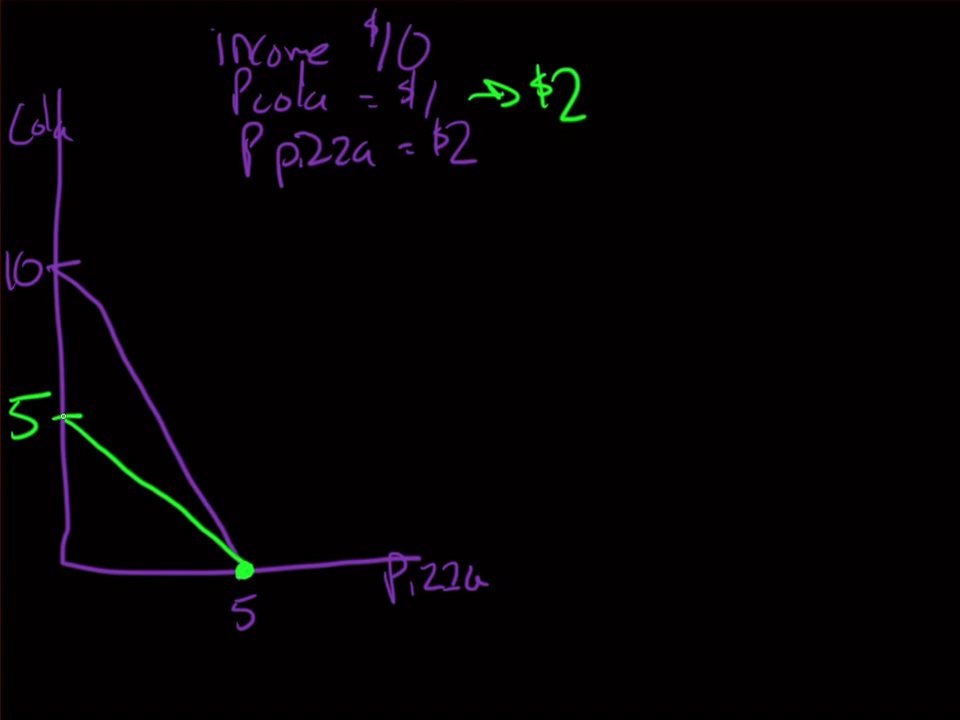 Income $10
Pcola = $1 → $2
P pizza = $2
Cola
10
5
Pizza
5